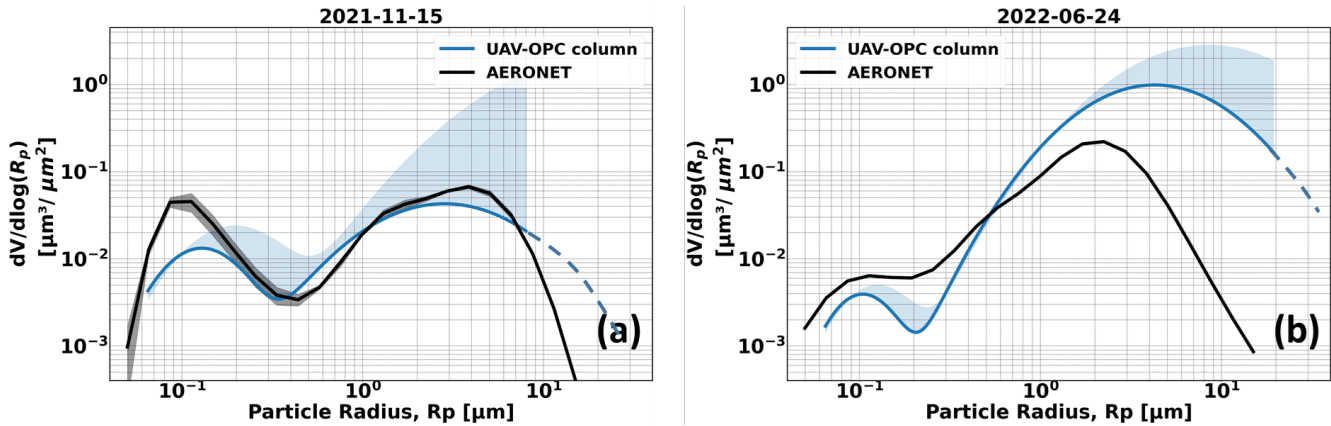 2021-11-15
UAV-OPC column
AERONET
10⁰
10⁻¹
10⁻²
10⁻³
dV/dlog(Rₚ)
[μm³/ μm²]
(a)
10⁻¹ 10⁰ 10¹
Particle Radius, Rp [μm]
2022-06-24
UAV-OPC column
AERONET
10⁰
10⁻¹
10⁻²
10⁻³
dV/dlog(Rₚ)
[μm³/ μm²]
(b)
10⁻¹ 10⁰ 10¹
Particle Radius, Rp [μm]